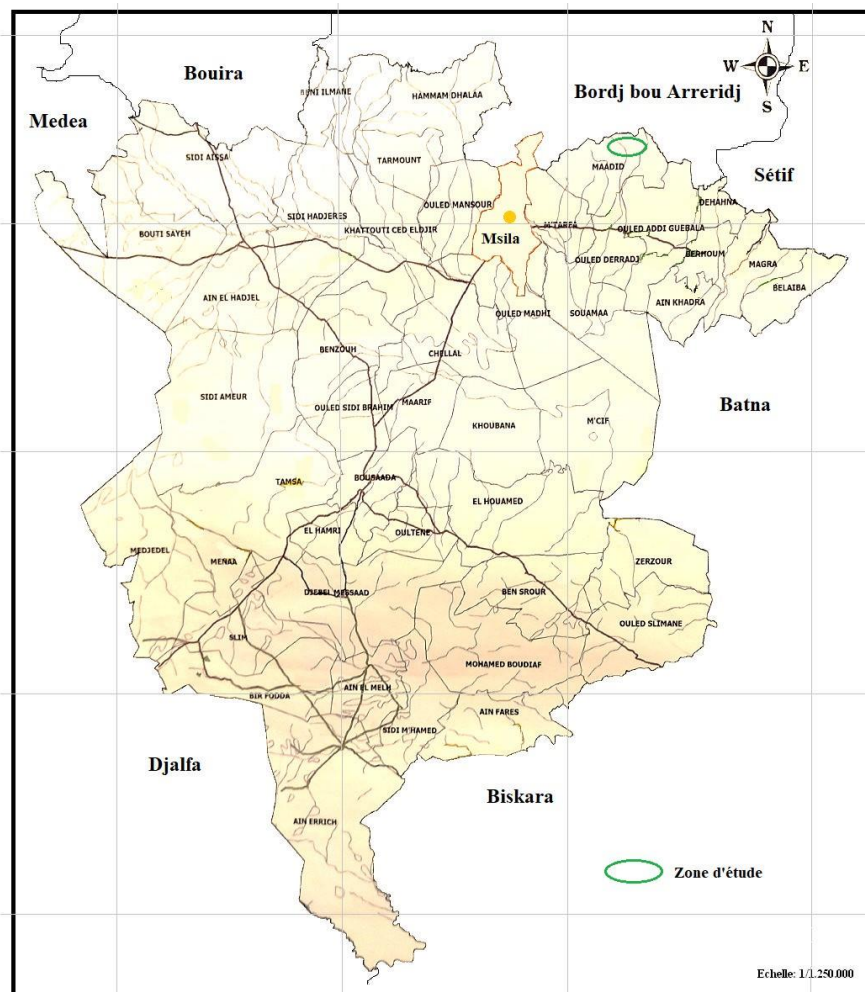 N
Bouira
W E
BENI ILMANE
HAMMAM DHALAA
Bordj bou Arreridj
S
Medea
SIDI AISSA
TARMOUNT
MAADID
Sétif
DEHAHNA
OULED MANSOUR
SIDI HADJERES
BOUTI SAYEH
KHATTOUTI CED ELDJIR
M'TARFA
OULED ADDI GUEBALA
Msila
BERHOUM
OULED DERRADJ
MAGRA
BELAIBA
AIN EL HADJEL
AIN KHADRA
OULED MADHI
SOUAMAA
BENZOUH
CHELLAL
SIDI AMEUR
MAARIF
OULED SIDI BRAHIM
Batna
KHOUBANA
M'CIF
BOUSAADA
TAMSA
EL HOUAMED
EL HAMRI
OULTENE
MEDJEDEL
MENAA
ZERZOUR
DJEBEL MESSAAD
BEN SROUR
OULED SLIMANE
SLIM
MOHAMED BOUDIAF
AIN EL MELH
BIR FODDA
AIN FARES
SIDI M'HAMED
Djalfa
Biskara
AIN ERRICH
Zone d'étude
Echelle: 1/1.250.000